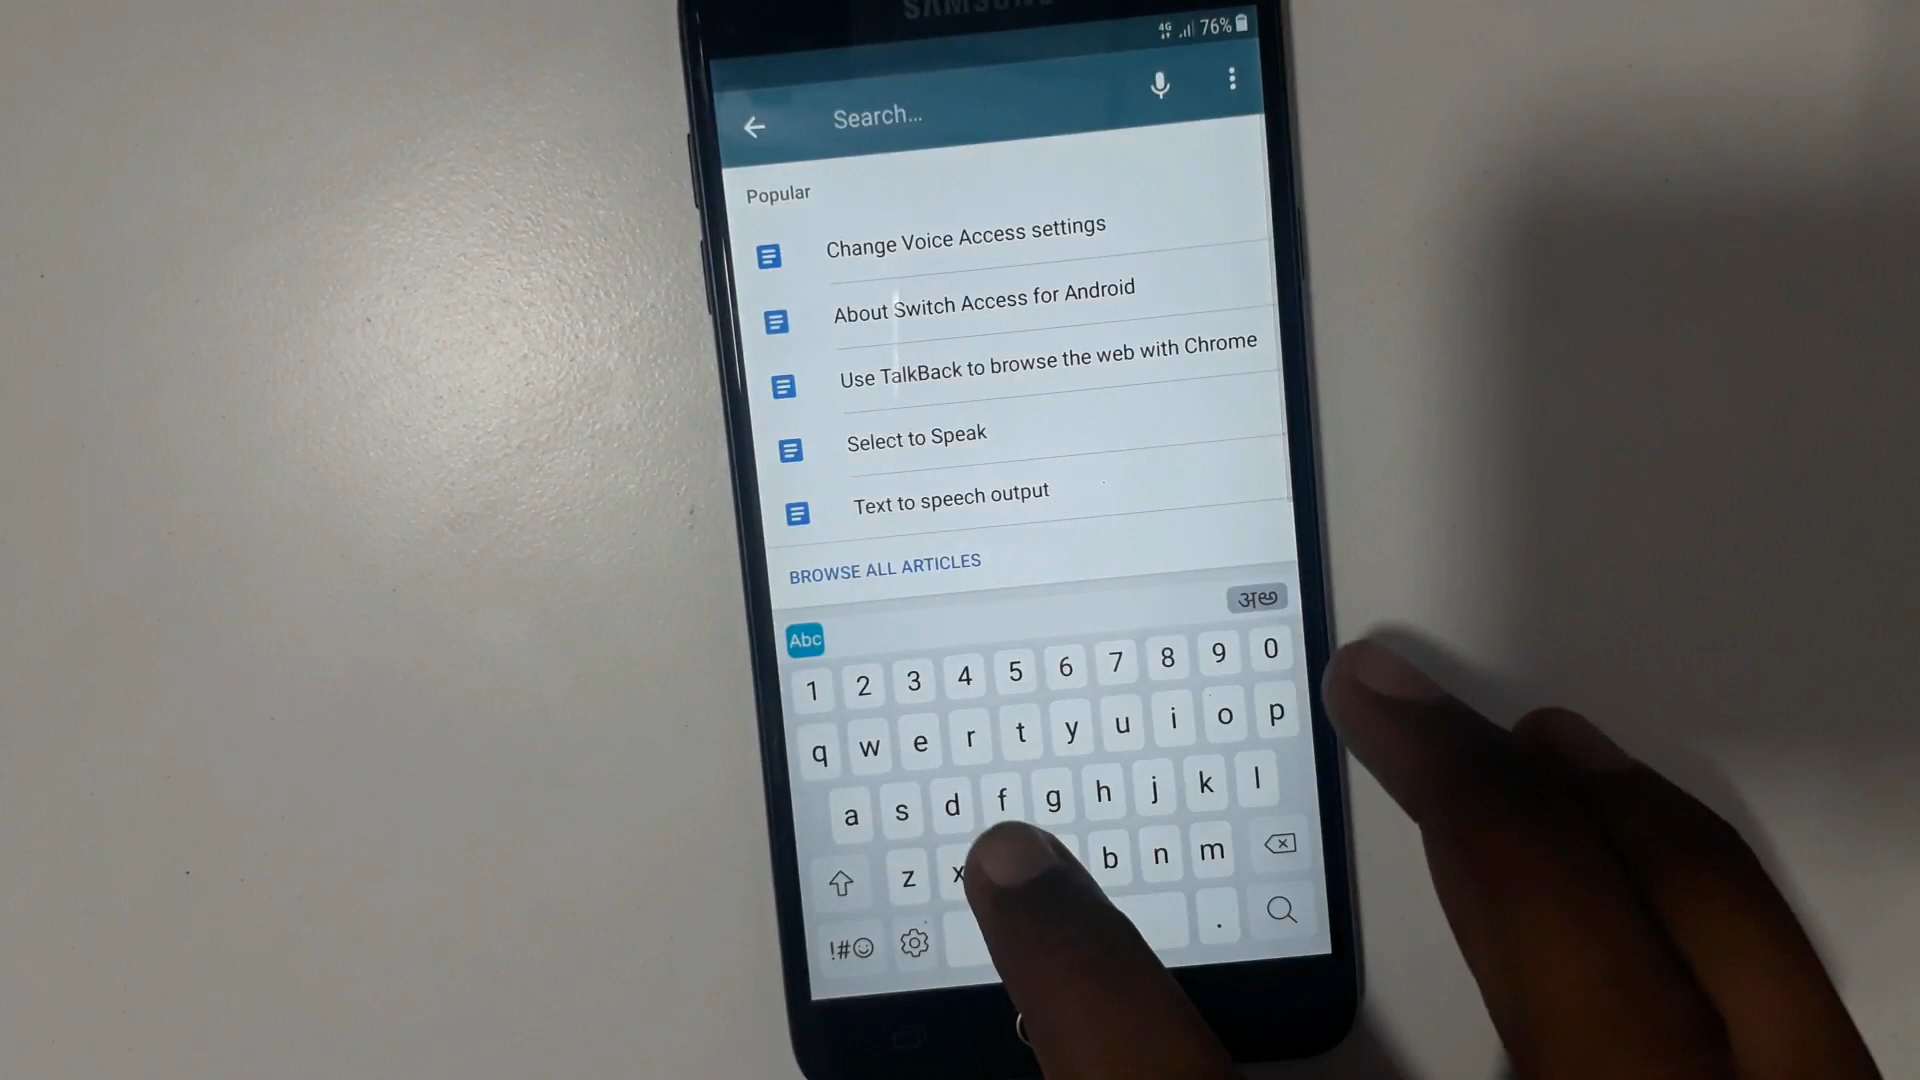 SAMSUNG
4G 76%
Search...
Popular
Change Voice Access settings
About Switch Access for Android
Use TalkBack to browse the web with Chrome
Select to Speak
Text to speech output
BROWSE ALL ARTICLES
Abc
1 2 3 4 5 6 7 8 9 0
q w e r t y u i o p
a s d f g h j k l
z x b n m
!#☺ .